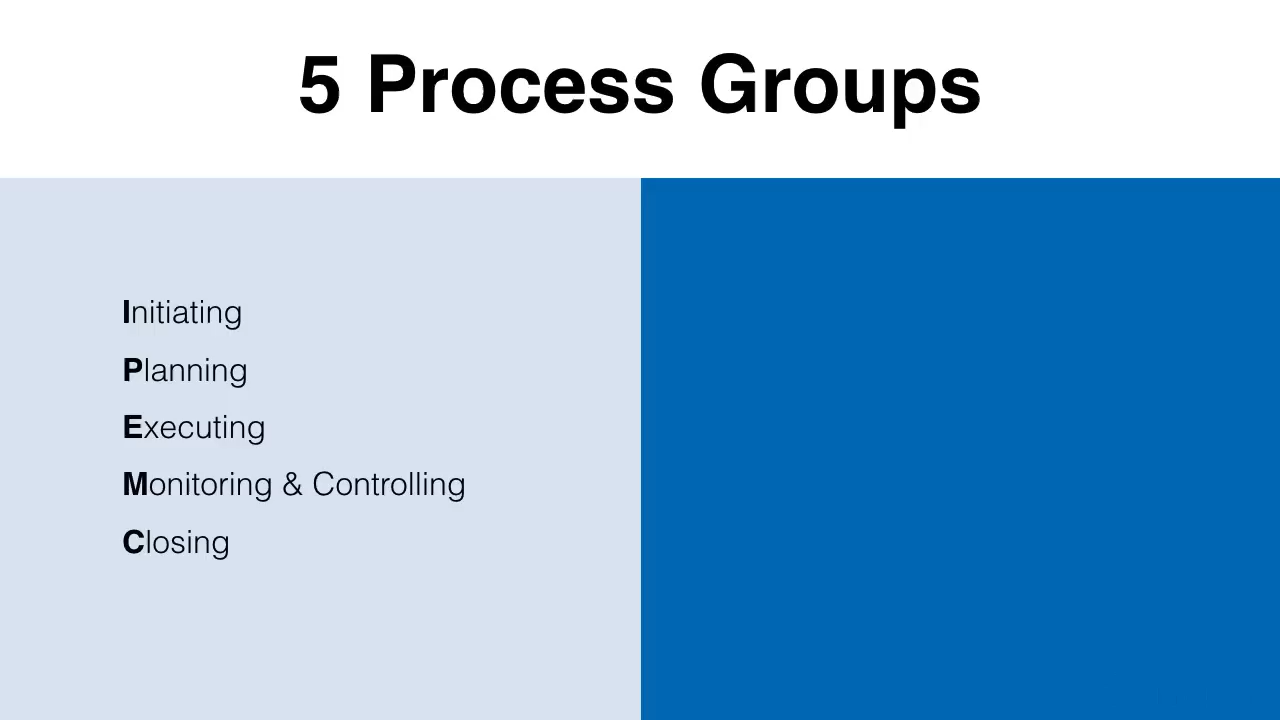 5 Process Groups
Initiating
Planning
Executing
Monitoring & Controlling
Closing